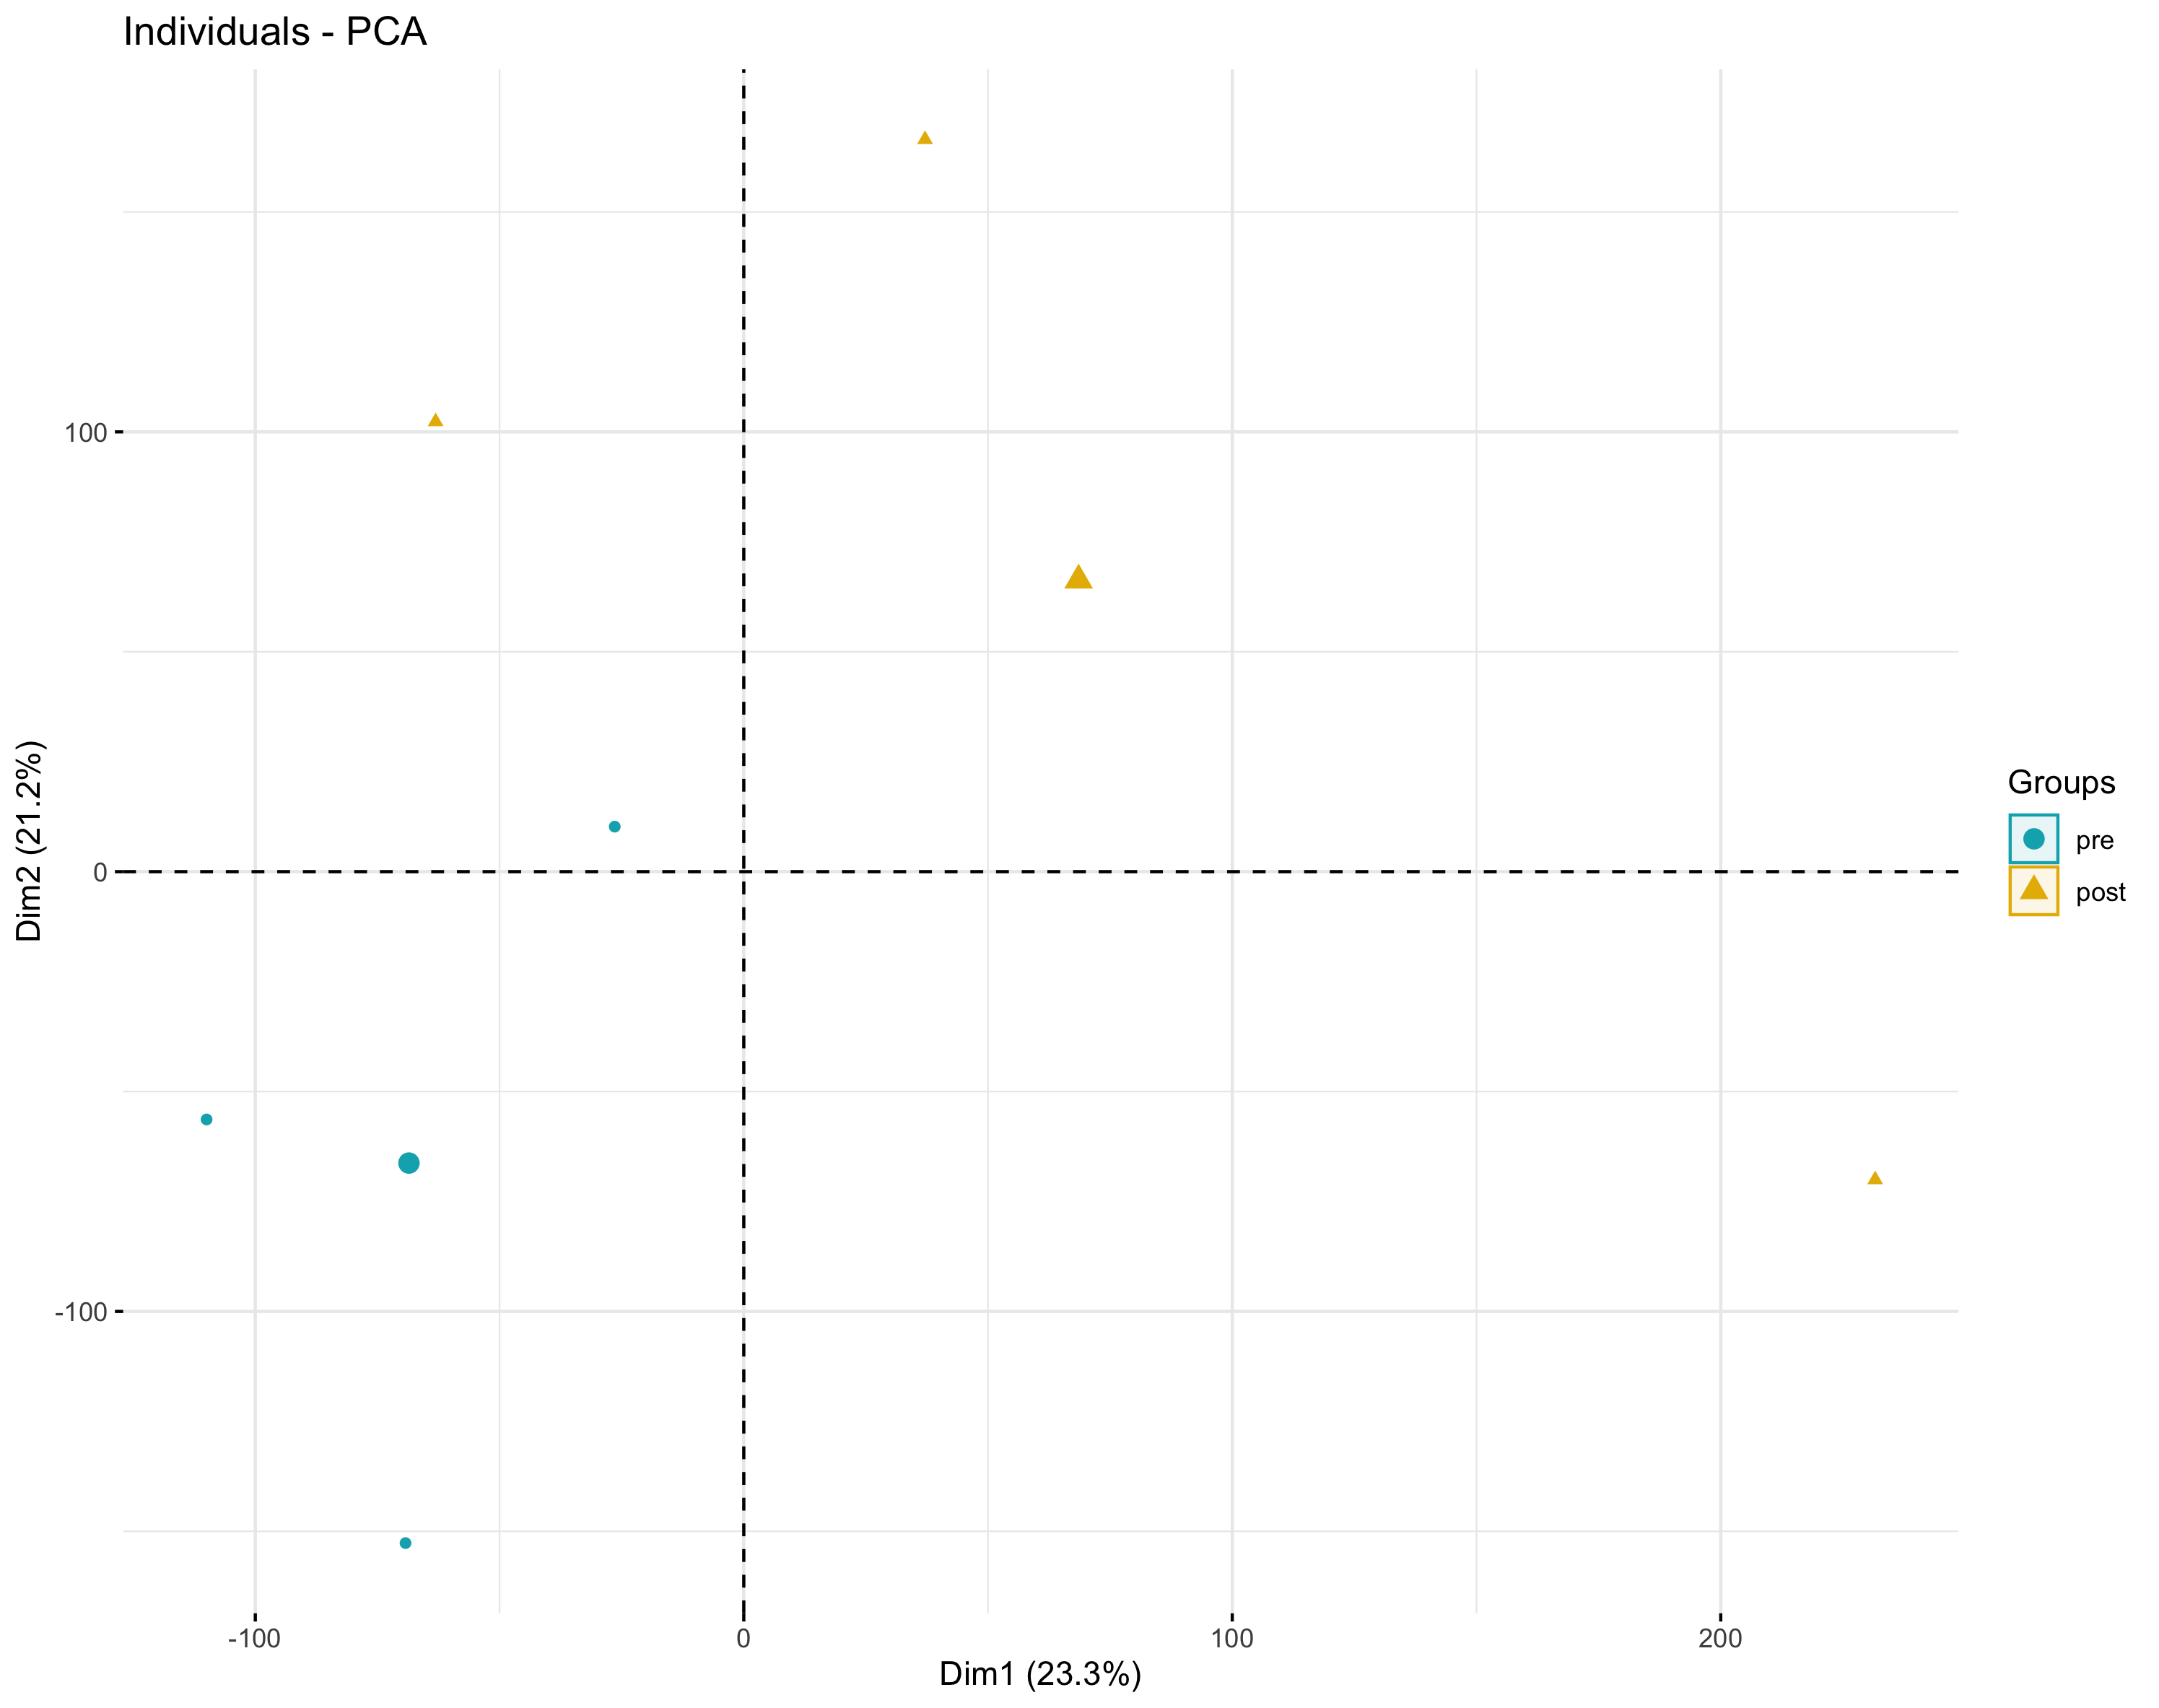 Individuals - PCA
100
0
-100
Dim2 (21.2%)
-100
0
100
200
Dim1 (23.3%)
Groups
pre
post